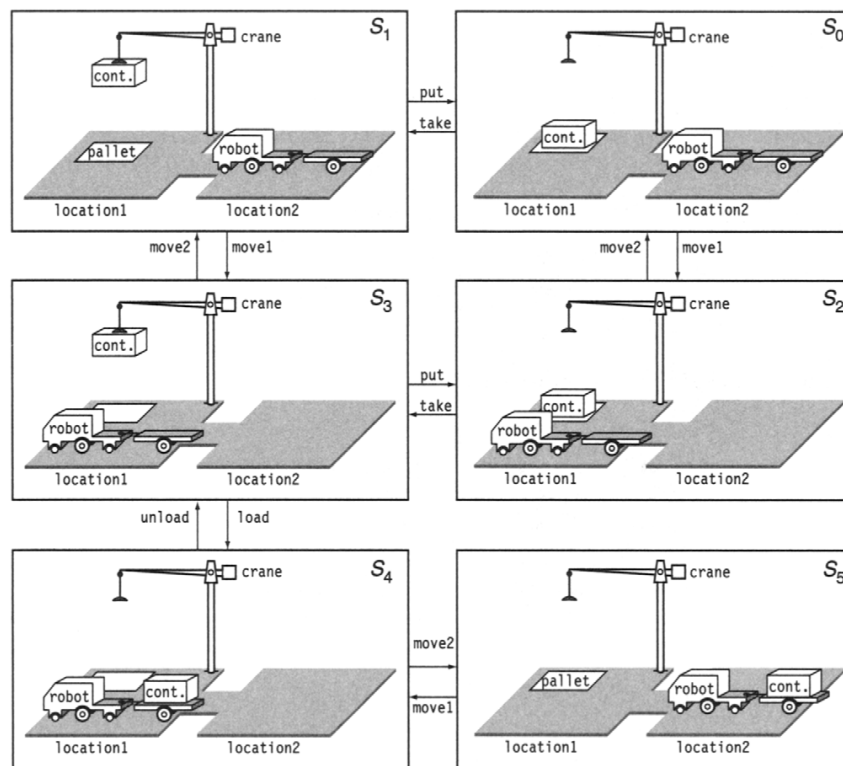 S1
crane
cont.
pallet
robot
location1
location2
S0
crane
cont.
robot
location1
location2
put
take
move2
move1
move2
move1
S3
crane
cont.
robot
location1
location2
S2
crane
cont.
robot
location1
location2
put
take
unload
load
S4
crane
robot
cont.
location1
location2
S5
crane
pallet
robot
cont.
location1
location2
move2
move1